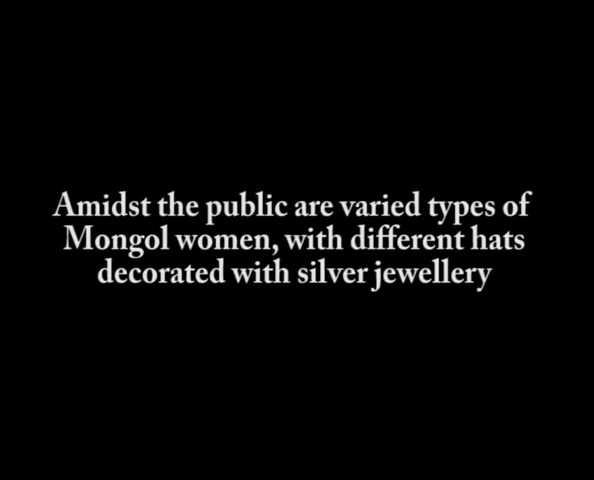 Amidst the public are varied types of
Mongol women, with different hats
decorated with silver jewellery